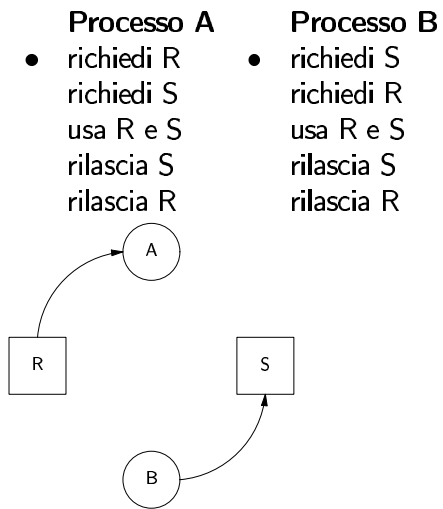 Processo A
• richiedi R
richiedi S
usa R e S
rilascia S
rilascia R
Processo B
• richiedi S
richiedi R
usa R e S
rilascia S
rilascia R
A
R
S
B